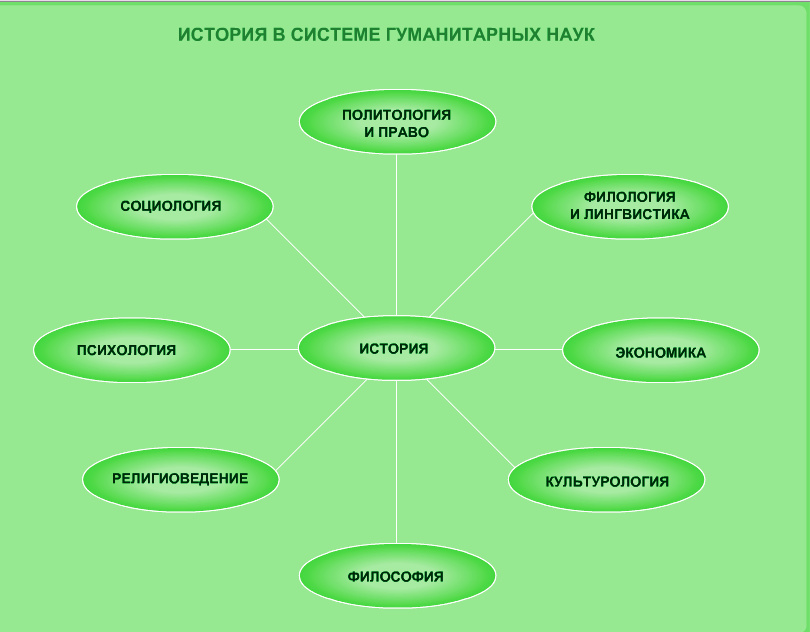 ИСТОРИЯ В СИСТЕМЕ ГУМАНИТАРНЫХ НАУК
ПОЛИТОЛОГИЯ
И ПРАВО
СОЦИОЛОГИЯ
ФИЛОЛОГИЯ
И ЛИНГВИСТИКА
ПСИХОЛОГИЯ
ИСТОРИЯ
ЭКОНОМИКА
РЕЛИГИОВЕДЕНИЕ
КУЛЬТУРОЛОГИЯ
ФИЛОСОФИЯ